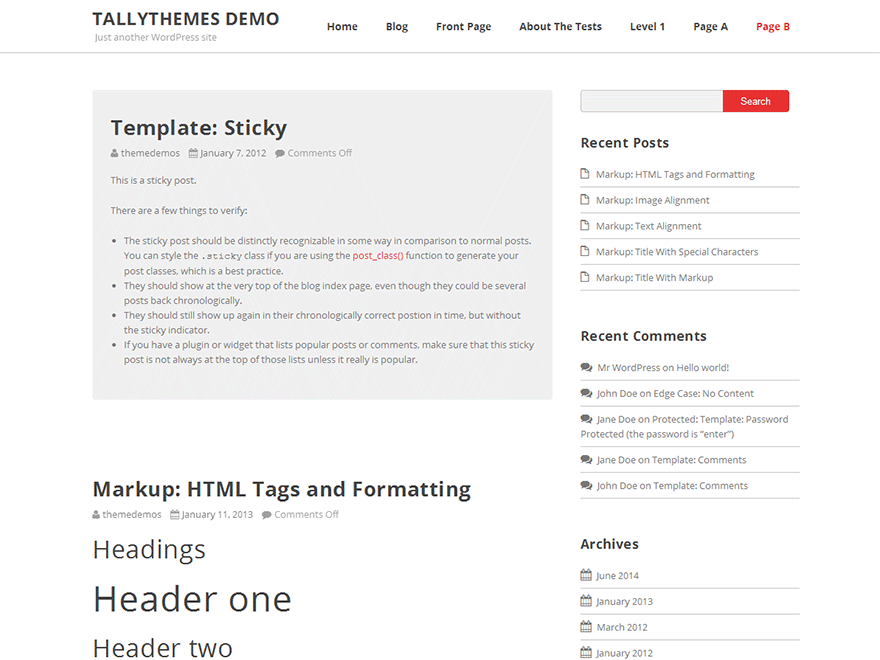 TALLYTHEMES DEMO
Just another WordPress site
Home Blog Front Page About The Tests Level 1 Page A Page B
Template: Sticky
themedemos January 7, 2012 Comments Off
This is a sticky post.
There are a few things to verify:
The sticky post should be distinctly recognizable in some way in comparison to normal posts.
You can style the .sticky class if you are using the post_class() function to generate your
post classes, which is a best practice.
They should show at the very top of the blog index page, even though they could be several
posts back chronologically.
They should still show up again in their chronologically correct postion in time, but without
the sticky indicator.
If you have a plugin or widget that lists popular posts or comments, make sure that this sticky
post is not always at the top of those lists unless it really is popular.
Markup: HTML Tags and Formatting
themedemos January 11, 2013 Comments Off
Headings
Header one
Header two
Search
Recent Posts
Markup: HTML Tags and Formatting
Markup: Image Alignment
Markup: Text Alignment
Markup: Title With Special Characters
Markup: Title With Markup
Recent Comments
Mr WordPress on Hello world!
John Doe on Edge Case: No Content
Jane Doe on Protected: Template: Password
Protected (the password is “enter”)
Jane Doe on Template: Comments
John Doe on Template: Comments
Archives
June 2014
January 2013
March 2012
January 2012